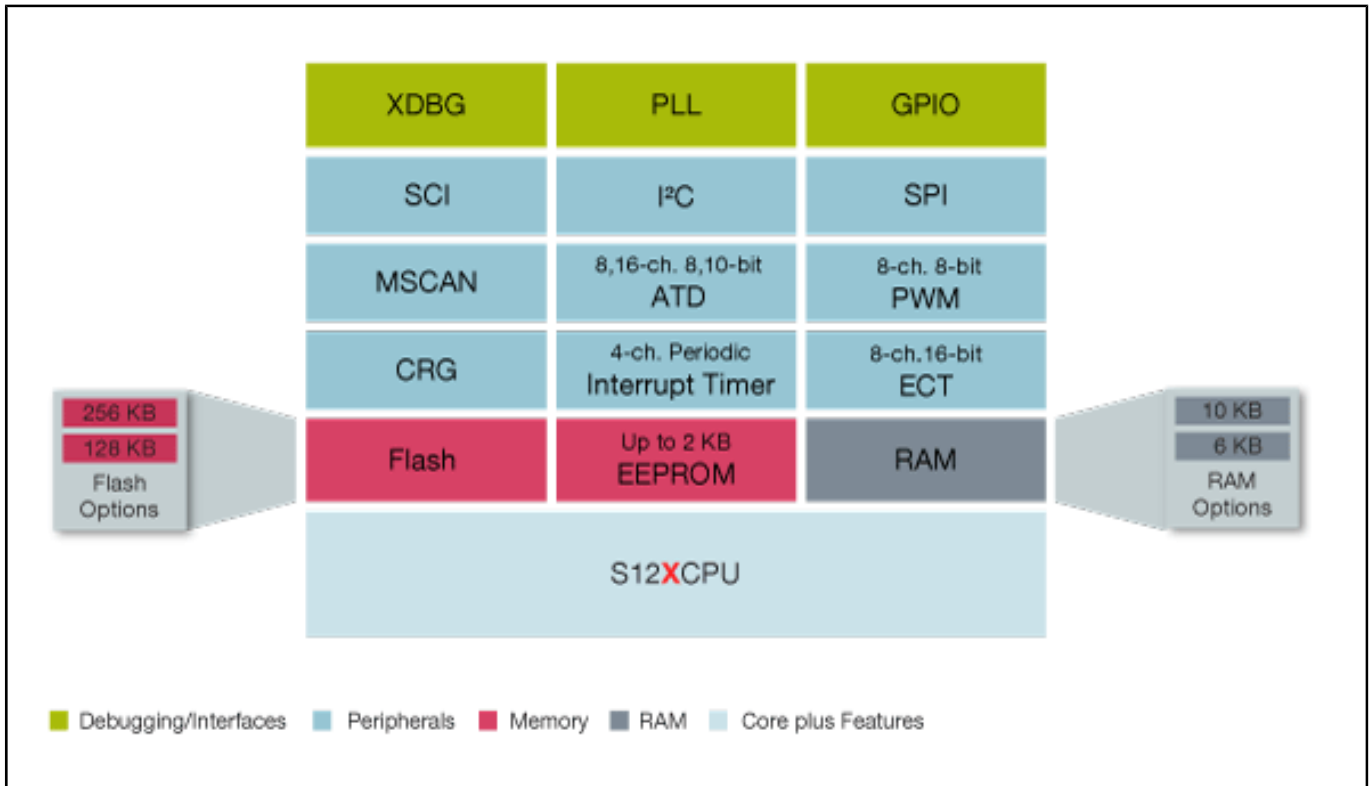 XDBG
PLL
GPIO
SCI
I²C
SPI
MSCAN
8,16-ch. 8,10-bit
ATD
8-ch. 8-bit
PWM
CRG
4-ch. Periodic
Interrupt Timer
8-ch.16-bit
ECT
256 KB
128 KB
Flash
Options
Flash
Up to 2 KB
EEPROM
RAM
10 KB
6 KB
RAM
Options
S12XCPU
Debugging/Interfaces
Peripherals
Memory
RAM
Core plus Features